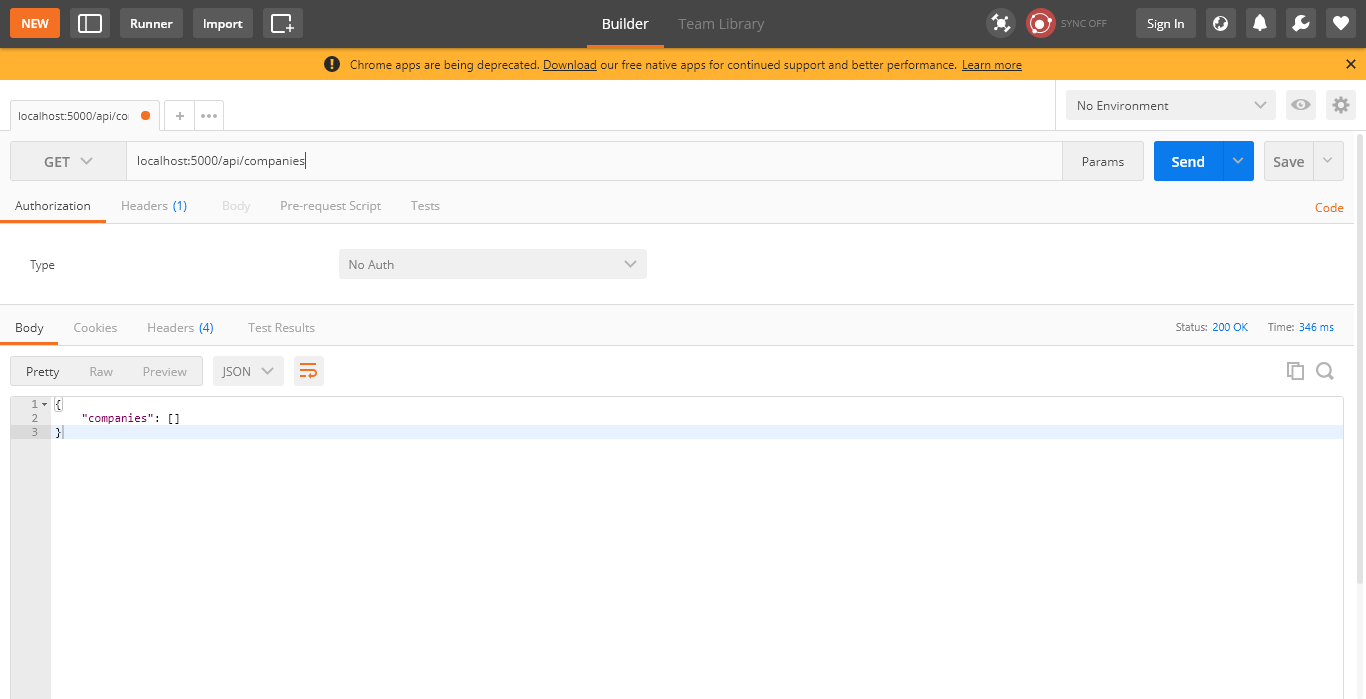 NEW Runner Import Builder Team Library SYNC OFF Sign In
Chrome apps are being deprecated. Download our free native apps for continued support and better performance. Learn more
localhost:5000/api/co + ••• No Environment
GET localhost:5000/api/companies Params Send Save
Authorization Headers (1) Body Pre-request Script Tests Code
Type No Auth
Body Cookies Headers (4) Test Results Status: 200 OK Time: 346 ms
Pretty Raw Preview JSON
1 {
2 "companies": []
3 }